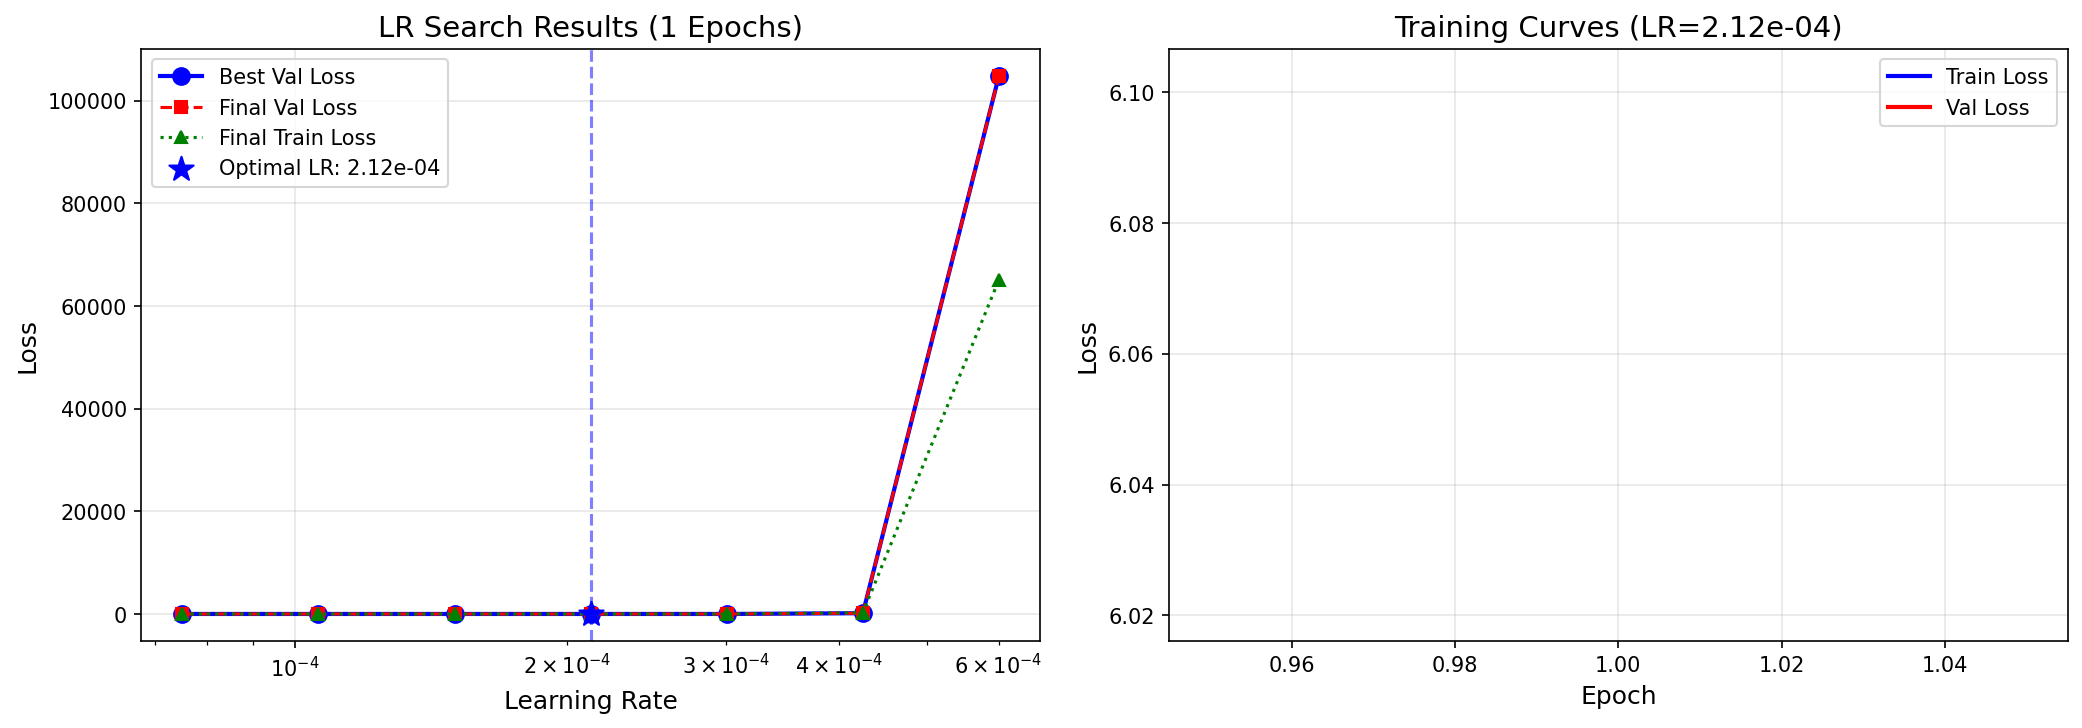 LR Search Results (1 Epochs)
Best Val Loss
Final Val Loss
Final Train Loss
Optimal LR: 2.12e-04
100000
80000
60000
40000
20000
0
Loss
10⁻⁴
2×10⁻⁴
3×10⁻⁴
4×10⁻⁴
6×10⁻⁴
Learning Rate
Training Curves (LR=2.12e-04)
Train Loss
Val Loss
6.10
6.08
6.06
6.04
6.02
Loss
0.96
0.98
1.00
1.02
1.04
Epoch